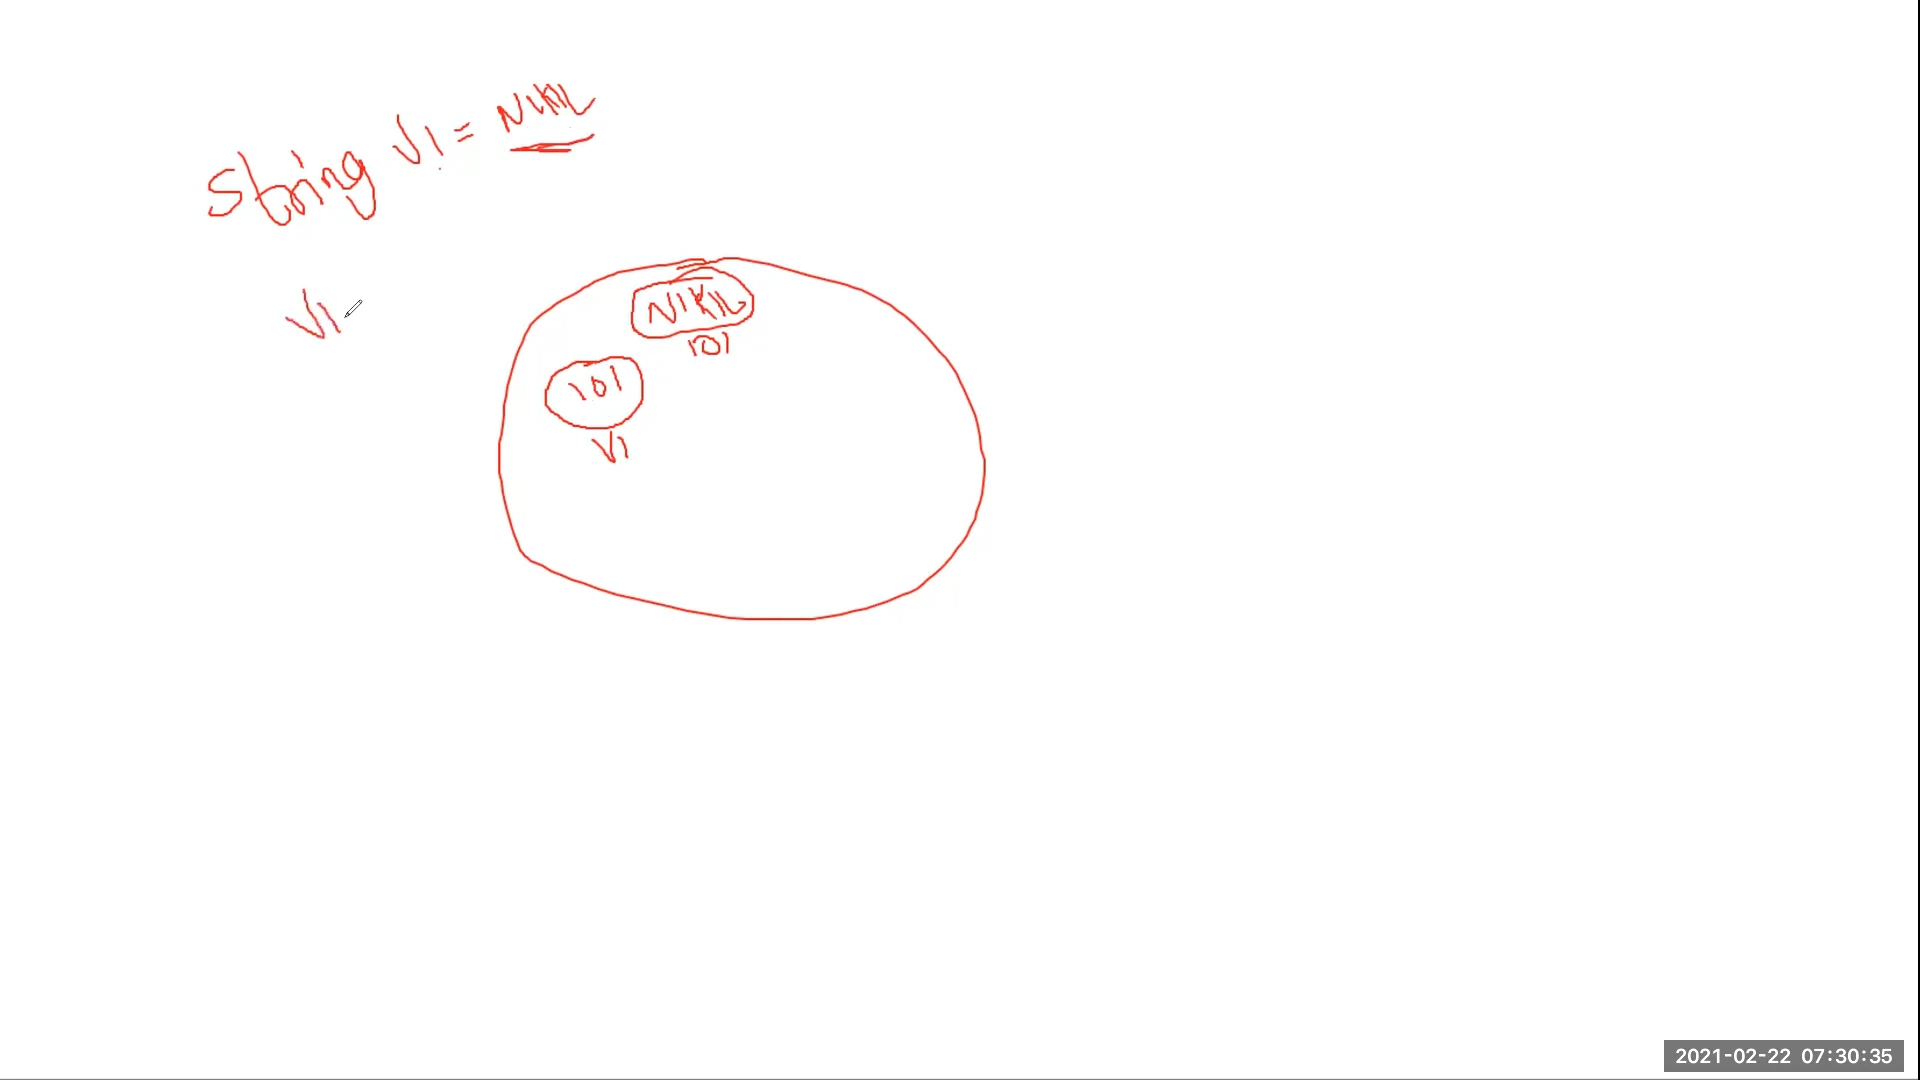 String V1 = NIKIL
V1
NIKIL
101
101
V1
2021-02-22 07:30:35